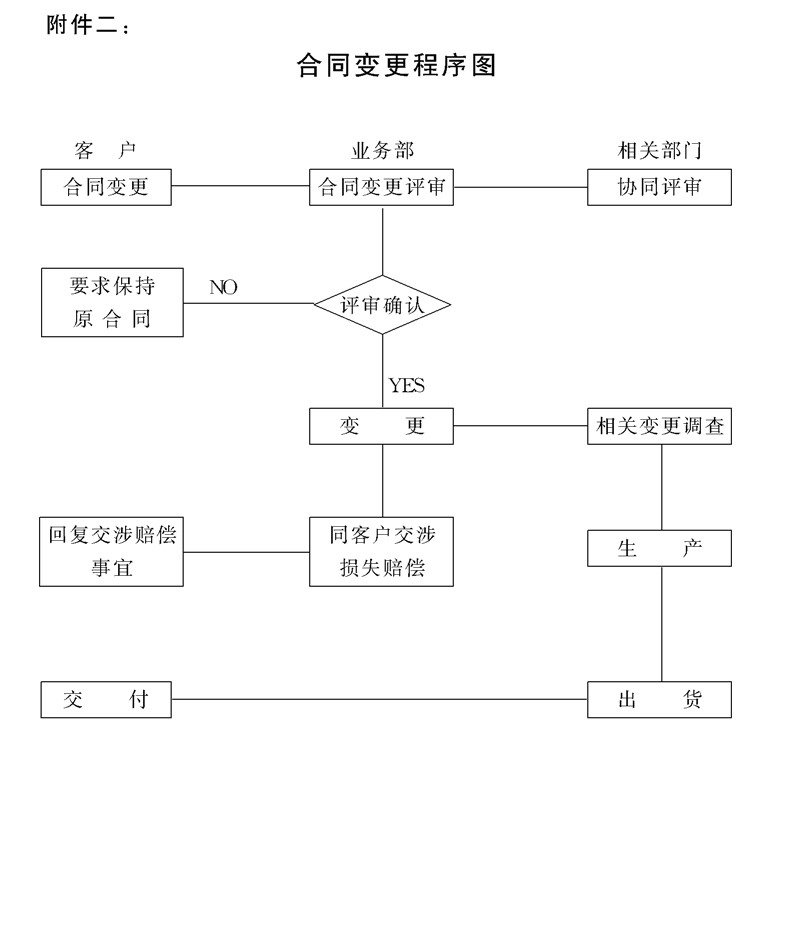 附件二：
合同变更程序图
客 户
业务部
相关部门
合同变更
合同变更评审
协同评审
要求保持
原合同
NO
评审确认
YES
变 更
相关变更调查
回复交涉赔偿
事宜
同客户交涉
损失赔偿
生 产
交 付
出 货